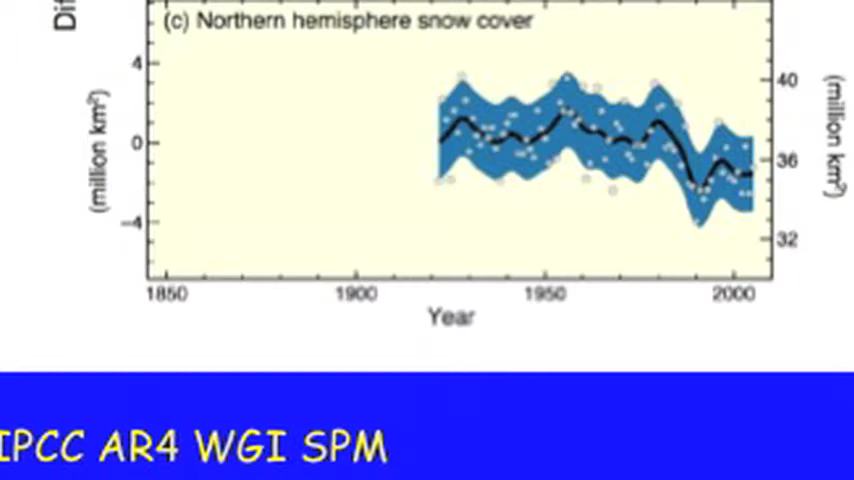 Dif
(c) Northern hemisphere snow cover
4
0
−4
(million km²)
40
36
32
(million km²)
1850 1900 1950 2000
Year
IPCC AR4 WGI SPM